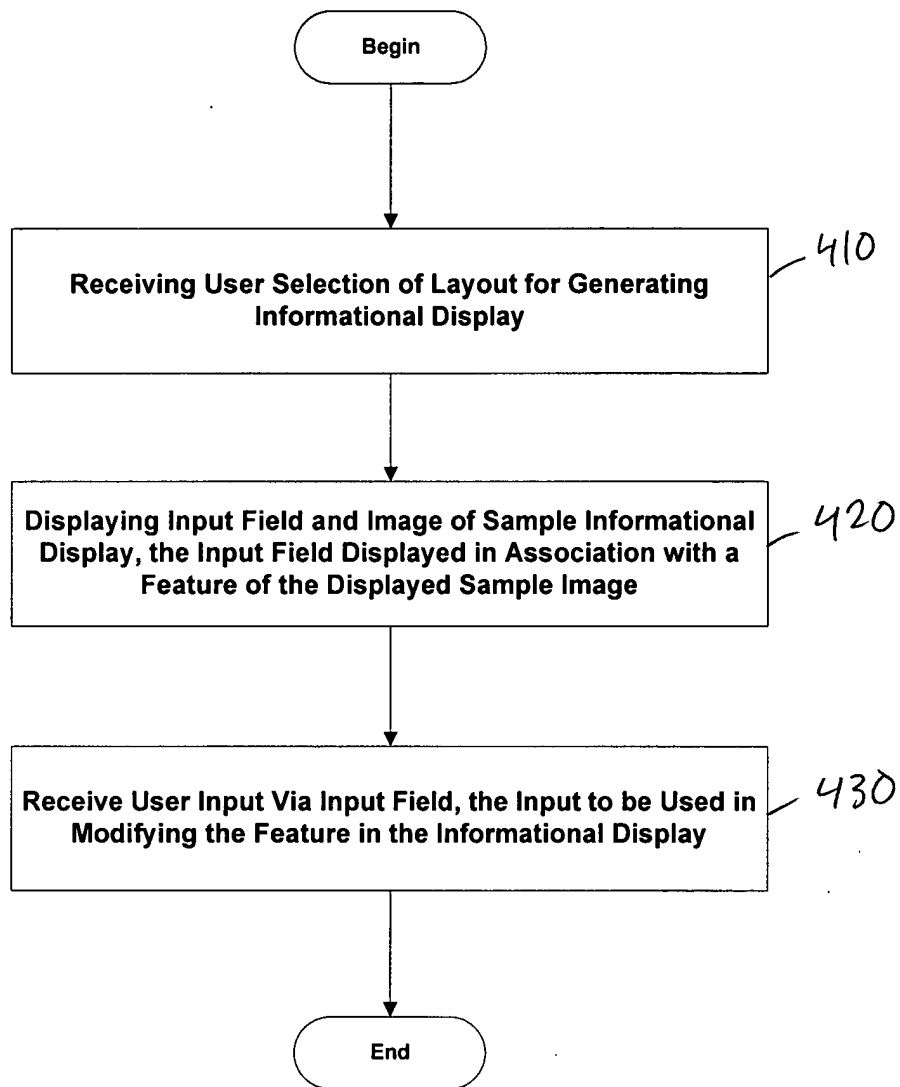 Begin
Receiving User Selection of Layout for Generating
Informational Display
410
Displaying Input Field and Image of Sample Informational
Display, the Input Field Displayed in Association with a
Feature of the Displayed Sample Image
420
Receive User Input Via Input Field, the Input to be Used in
Modifying the Feature in the Informational Display
430
End